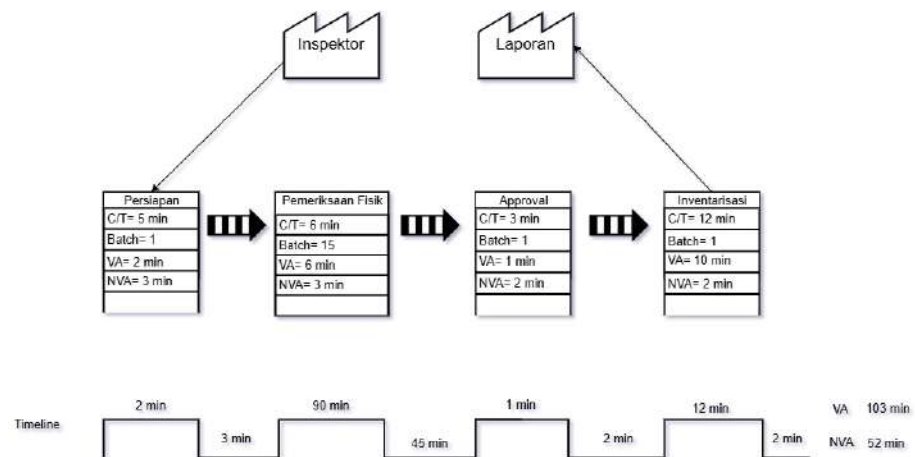 Inspektor
Laporan
Persiapan
C/T= 5 min
Batch= 1
VA= 2 min
NVA= 3 min
Pemeriksaan Fisik
C/T= 6 min
Batch= 15
VA= 6 min
NVA= 3 min
Approval
C/T= 3 min
Batch= 1
VA= 1 min
NVA= 2 min
Inventarisasi
C/T= 12 min
Batch= 1
VA= 10 min
NVA= 2 min
Timeline
2 min
3 min
90 min
45 min
1 min
2 min
12 min
2 min
VA 103 min
NVA 52 min